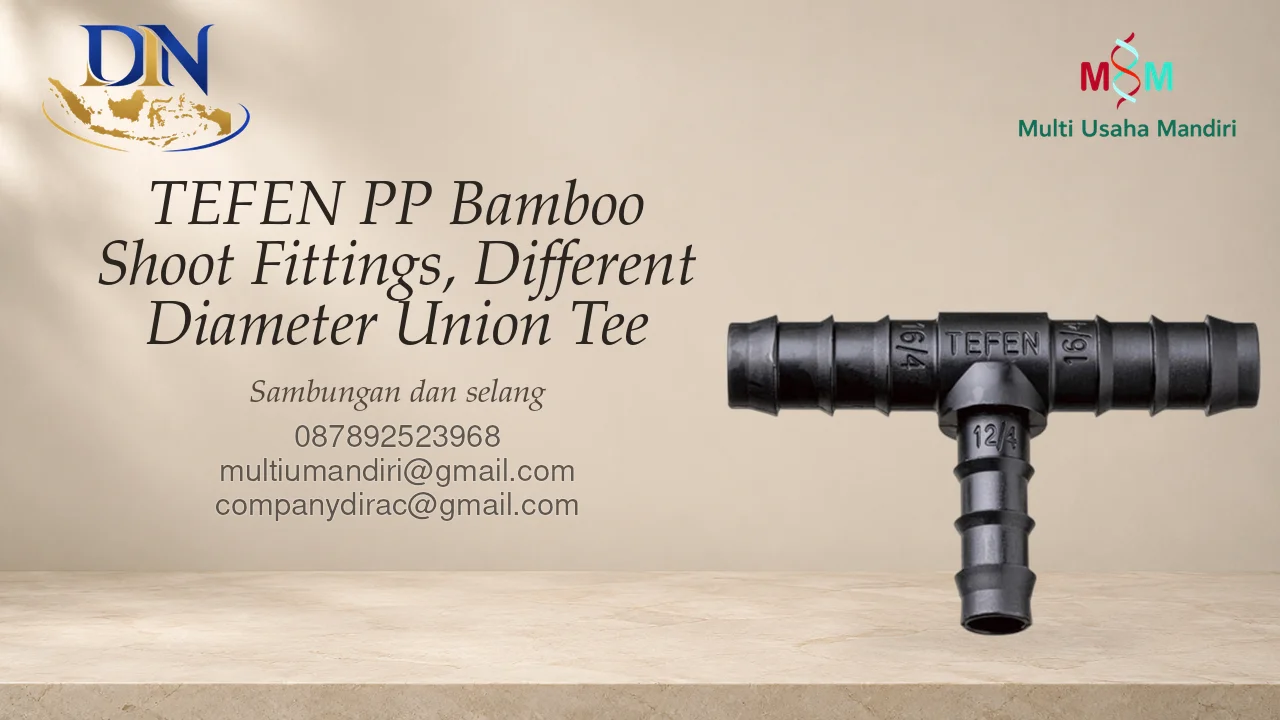 DIN
MSM
Multi Usaha Mandiri
TEFEN PP Bamboo
Shoot Fittings, Different
Diameter Union Tee
Sambungan dan selang
087892523968
multiumandiri@gmail.com
companydirac@gmail.com
16/4
TEFEN
16/4
12/4